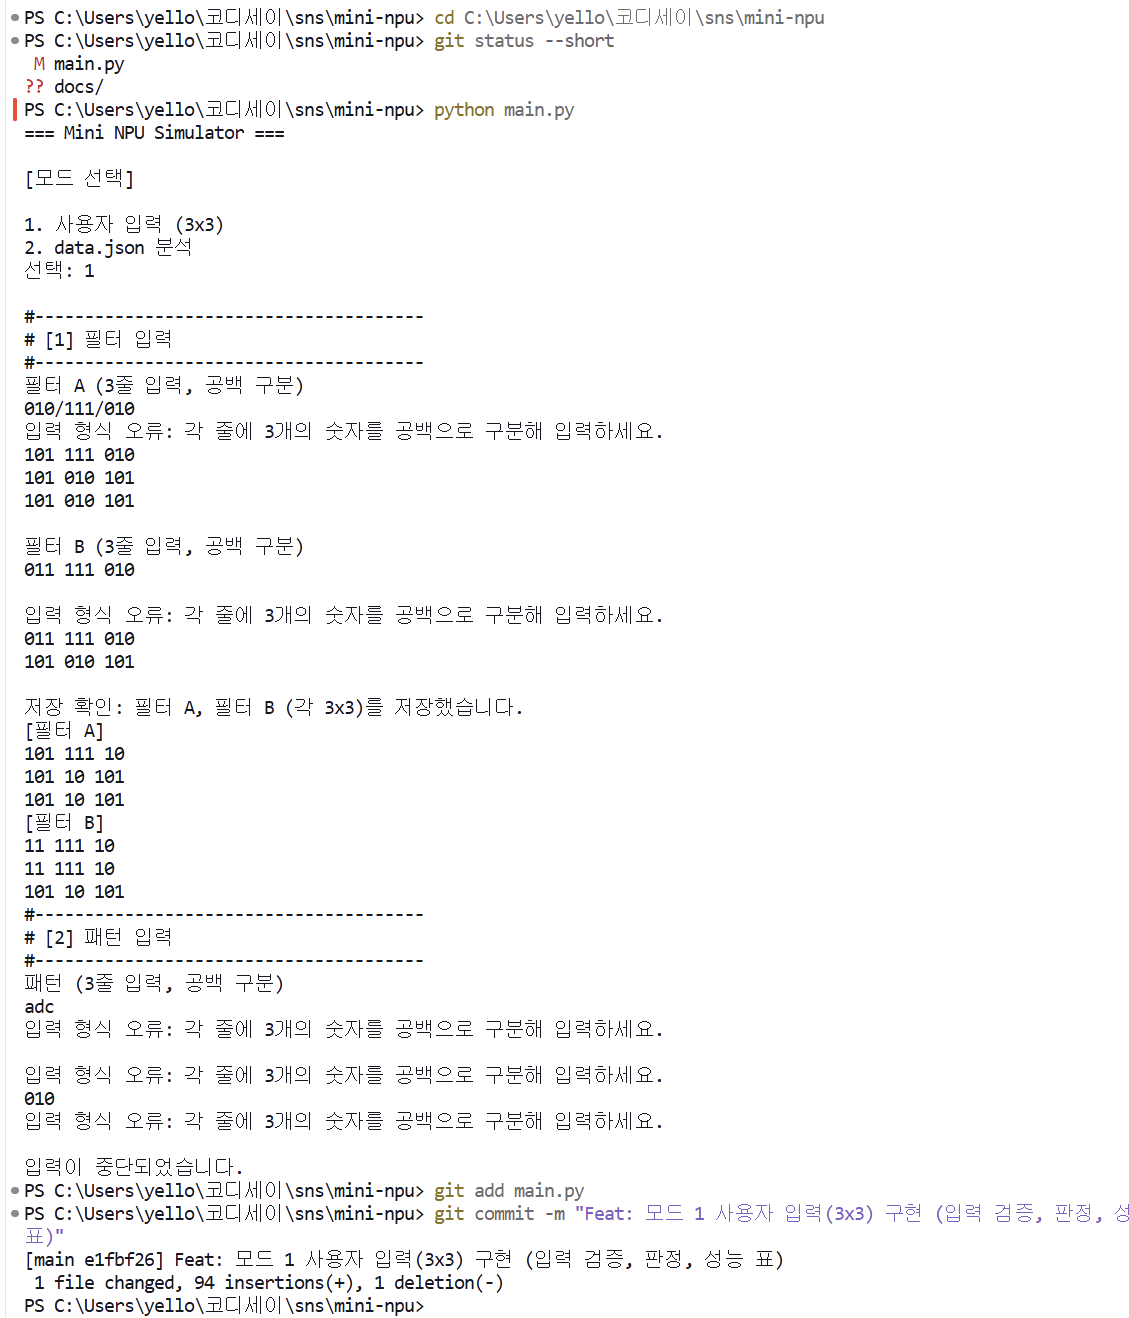 PS C:\Users\yello\코디세이\sns\mini-npu> cd C:\Users\yello\코디세이\sns\mini-npu
PS C:\Users\yello\코디세이\sns\mini-npu> git status --short
 M main.py
?? docs/
PS C:\Users\yello\코디세이\sns\mini-npu> python main.py
=== Mini NPU Simulator ===
[모드 선택]
1. 사용자 입력 (3x3)
2. data.json 분석
선택: 1
#---------------------------------------
# [1] 필터 입력
#---------------------------------------
필터 A (3줄 입력, 공백 구분)
010/111/010
입력 형식 오류: 각 줄에 3개의 숫자를 공백으로 구분해 입력하세요.
101 111 010
101 010 101
101 010 101
필터 B (3줄 입력, 공백 구분)
011 111 010
입력 형식 오류: 각 줄에 3개의 숫자를 공백으로 구분해 입력하세요.
011 111 010
101 010 101
저장 확인: 필터 A, 필터 B (각 3x3)를 저장했습니다.
[필터 A]
101 111 10
101 10 101
101 10 101
[필터 B]
11 111 10
11 111 10
101 10 101
#---------------------------------------
# [2] 패턴 입력
#---------------------------------------
패턴 (3줄 입력, 공백 구분)
adc
입력 형식 오류: 각 줄에 3개의 숫자를 공백으로 구분해 입력하세요.
입력 형식 오류: 각 줄에 3개의 숫자를 공백으로 구분해 입력하세요.
010
입력 형식 오류: 각 줄에 3개의 숫자를 공백으로 구분해 입력하세요.
입력이 중단되었습니다.
PS C:\Users\yello\코디세이\sns\mini-npu> git add main.py
PS C:\Users\yello\코디세이\sns\mini-npu> git commit -m "Feat: 모드 1 사용자 입력(3x3) 구현 (입력 검증, 판정, 성
표)"
[main e1fbf26] Feat: 모드 1 사용자 입력(3x3) 구현 (입력 검증, 판정, 성능 표)
 1 file changed, 94 insertions(+), 1 deletion(-)
PS C:\Users\yello\코디세이\sns\mini-npu>